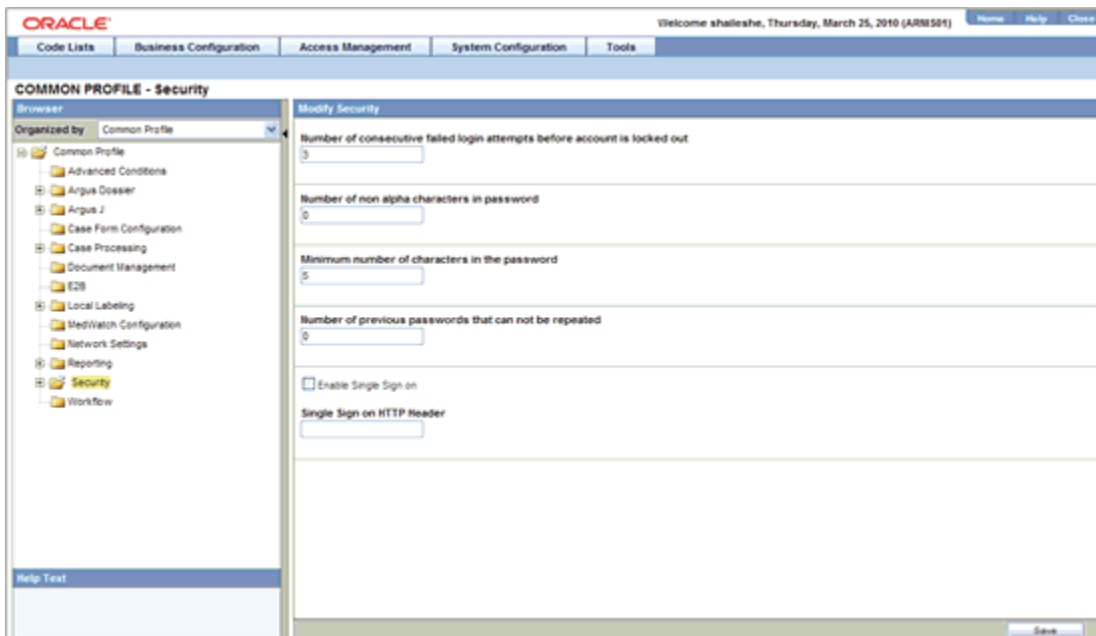 ORACLE
Welcome shaileshe, Thursday, March 25, 2010 (ARMS01)
Home Help Close
Code Lists Business Configuration Access Management System Configuration Tools
COMMON PROFILE - Security
Browser
Organized by Common Profile
Common Profile
Advanced Conditions
Argus Dossier
Argus J
Case Form Configuration
Case Processing
Document Management
E2B
Local Labeling
MedWatch Configuration
Network Settings
Reporting
Security
Workflow
Help Text
Modify Security
Number of consecutive failed login attempts before account is locked out
3
Number of non alpha characters in password
0
Minimum number of characters in the password
5
Number of previous passwords that can not be repeated
0
Enable Single Sign on
Single Sign on HTTP Header
Save